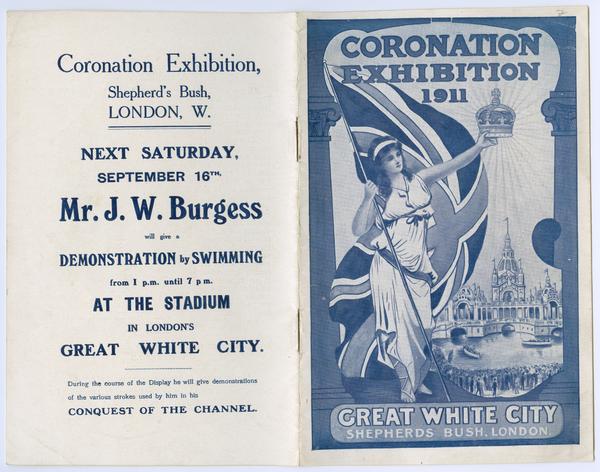 Coronation Exhibition,
Shepherd's Bush,
LONDON, W.
NEXT SATURDAY,
SEPTEMBER 16TH,
Mr. J. W. Burgess
will give a
DEMONSTRATION by SWIMMING
from 1 p.m. until 7 p m.
AT THE STADIUM
IN LONDON'S
GREAT WHITE CITY.
During the course of the Display he will give demonstrations
of the various strokes used by him in his
CONQUEST OF THE CHANNEL.
CORONATION
EXHIBITION
1911
GREAT WHITE CITY
SHEPHERDS BUSH, LONDON.